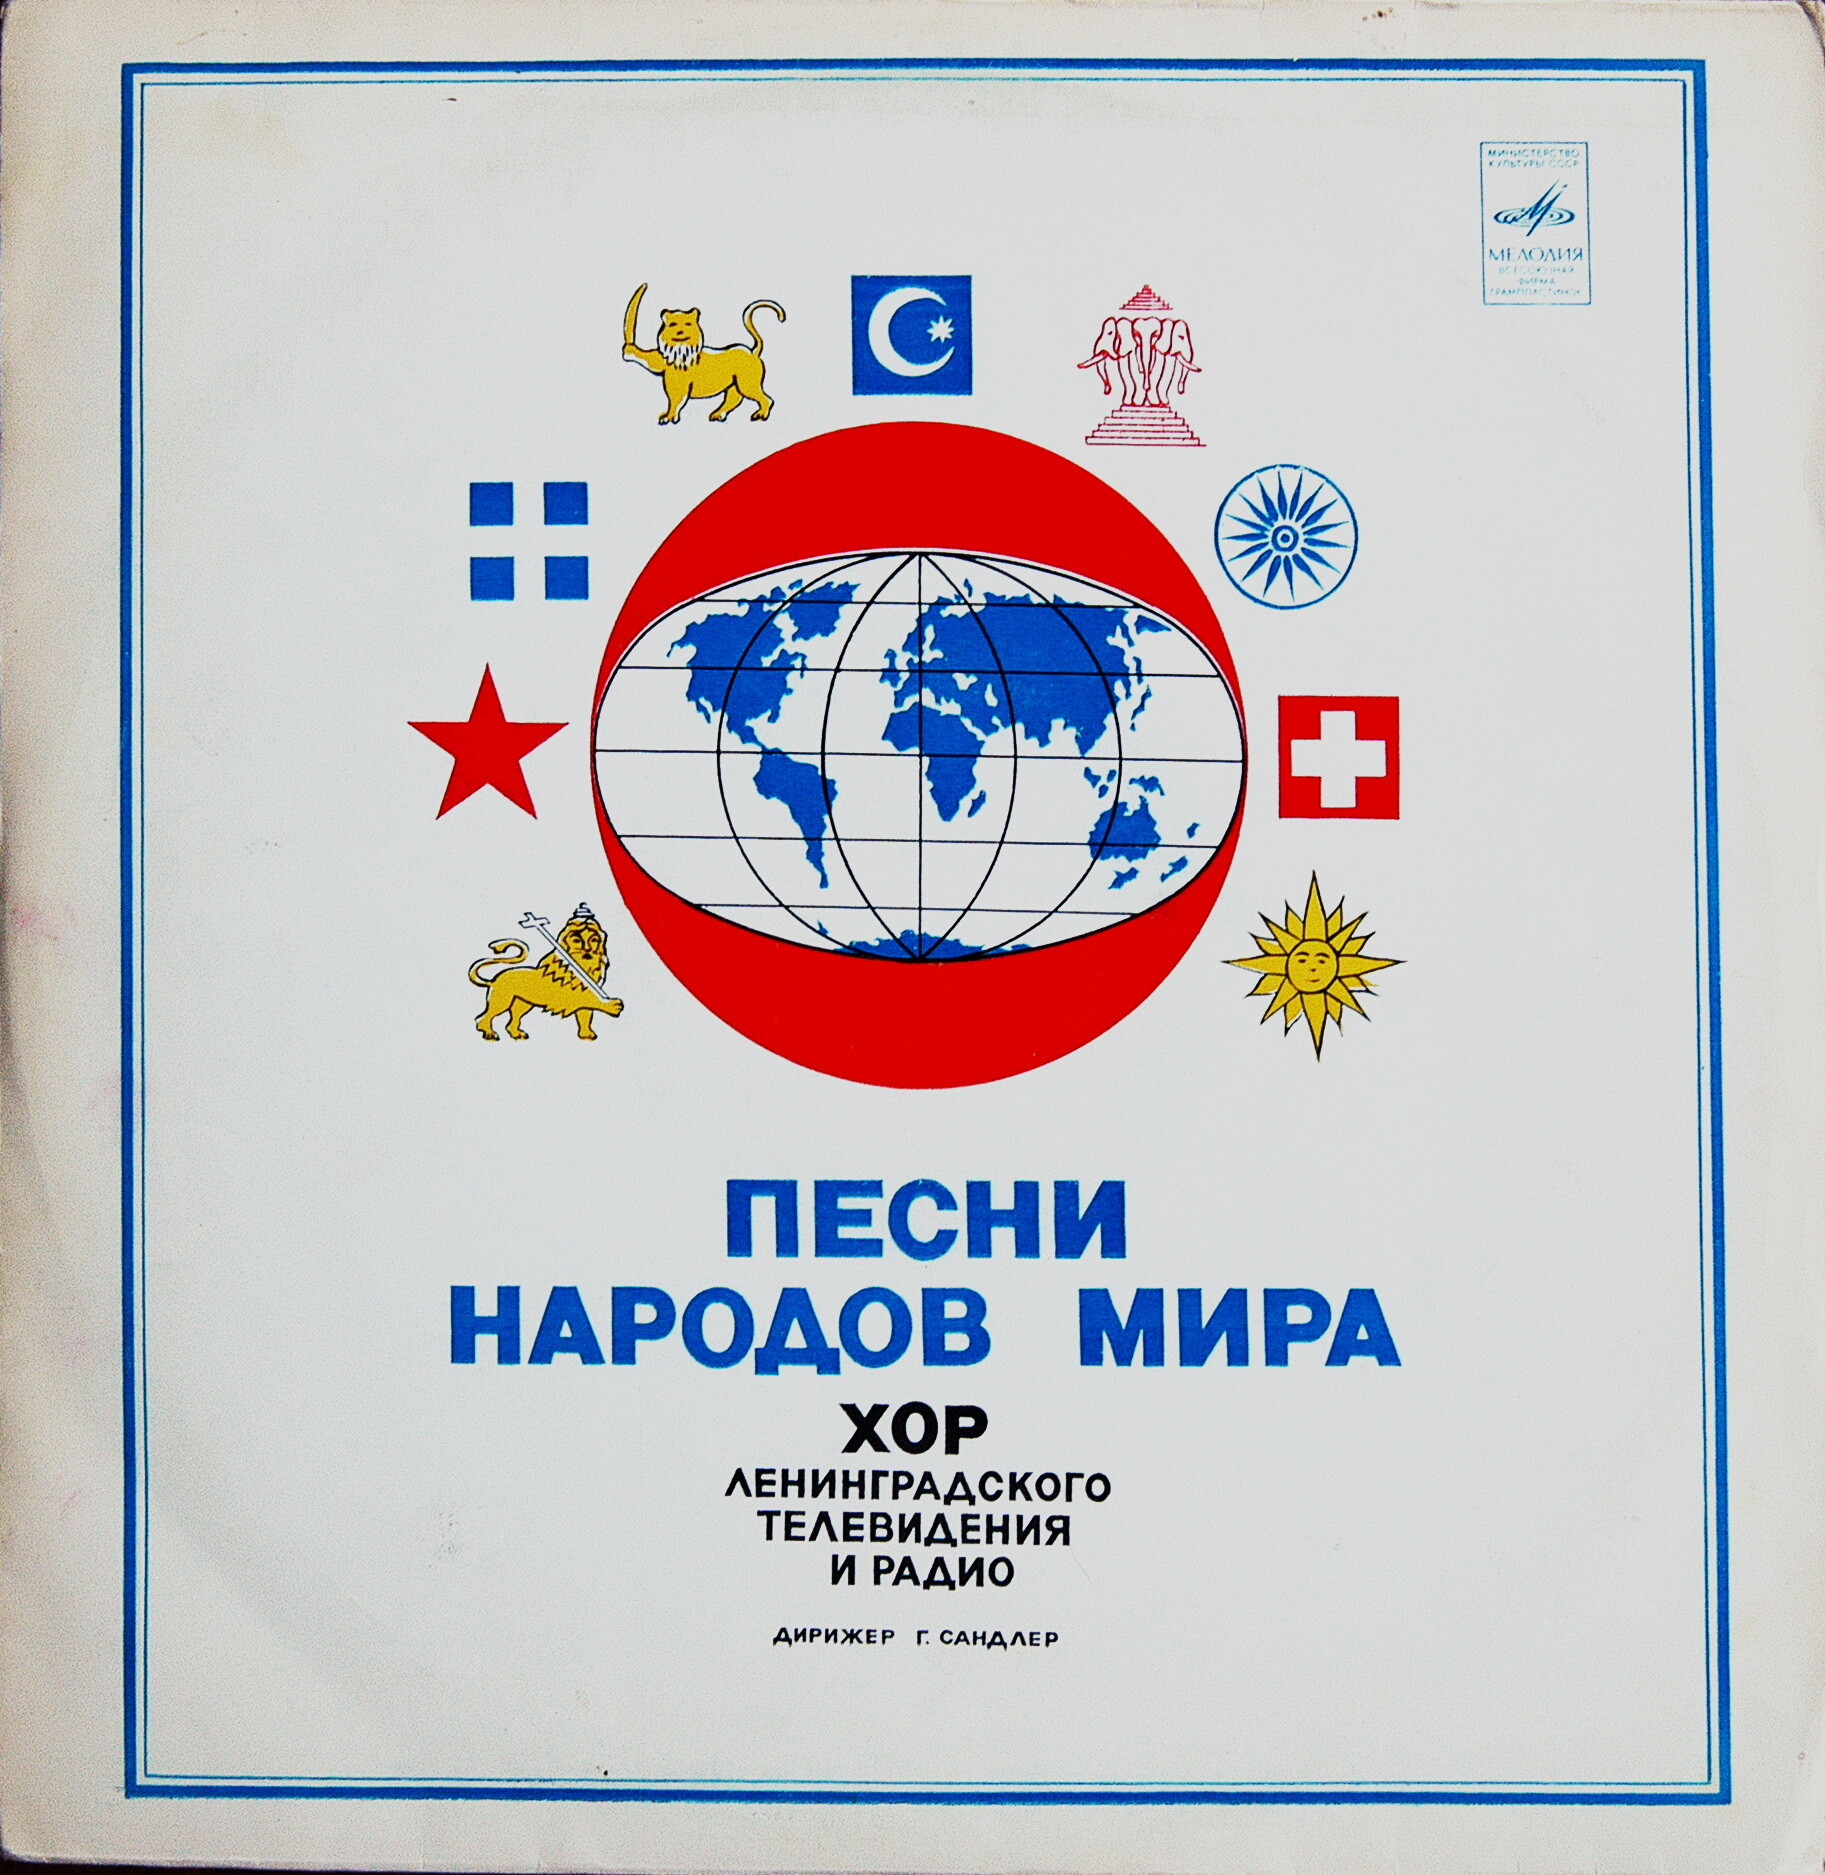 МИНИСТЕРСТВО
КУЛЬТУРЫ СССР
МЕЛОДИЯ
ВСЕСОЮЗНАЯ
ФИРМА
ГРАМПЛАСТИНОК
ПЕСНИ
НАРОДОВ МИРА
ХОР
ЛЕНИНГРАДСКОГО
ТЕЛЕВИДЕНИЯ
И РАДИО
ДИРИЖЕР Г. САНДЛЕР